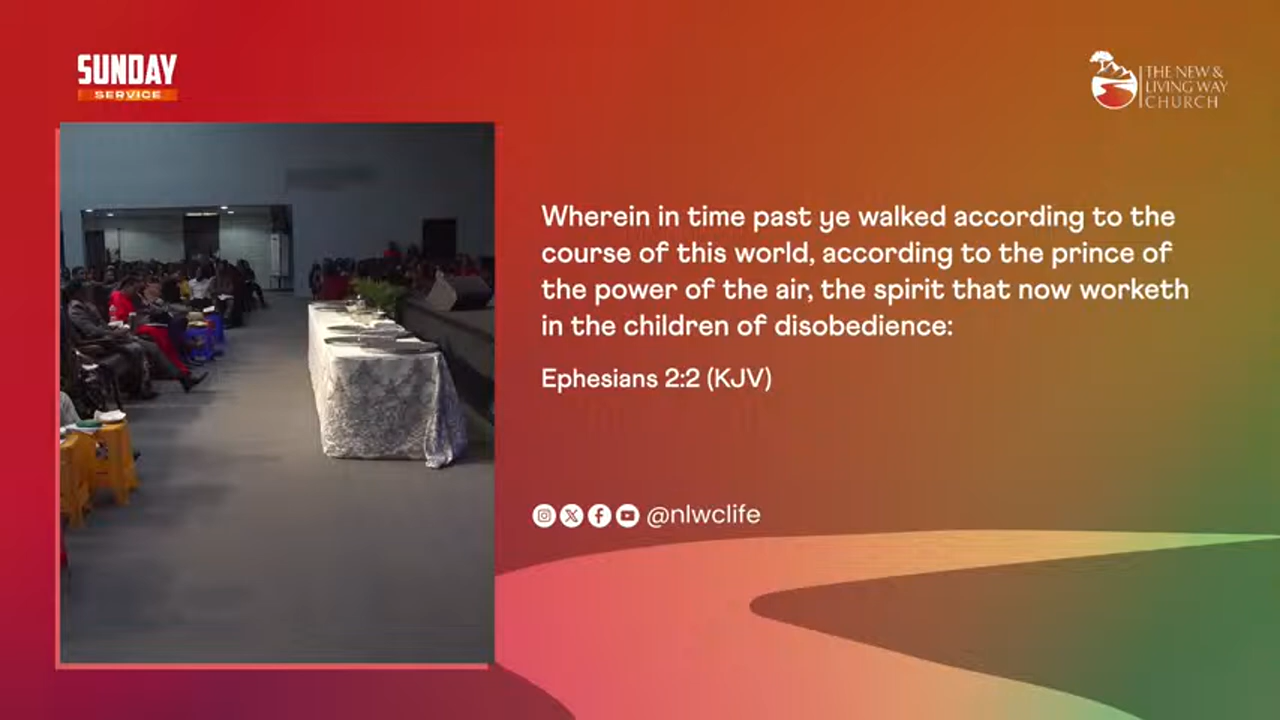 SUNDAY
SERVICE
THE NEW &
LIVING WAY
CHURCH
Wherein in time past ye walked according to the
course of this world, according to the prince of
the power of the air, the spirit that now worketh
in the children of disobedience:
Ephesians 2:2 (KJV)
@nlwclife